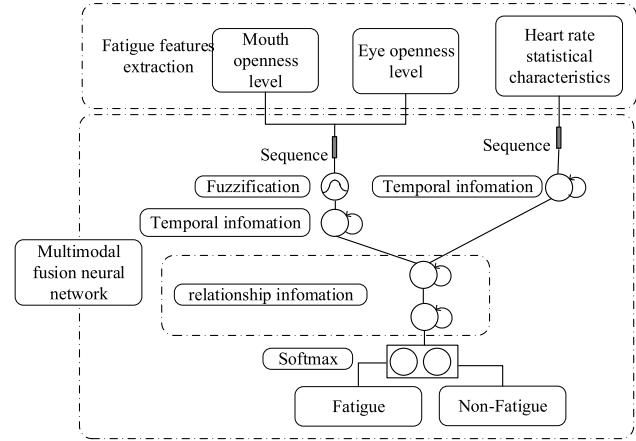 Fatigue features
extraction
Mouth
openness
level
Eye openness
level
Heart rate
statistical
characteristics
Sequence
Sequence
Fuzzification
Temporal infomation
Temporal infomation
Multimodal
fusion neural
network
relationship infomation
Softmax
Fatigue
Non-Fatigue